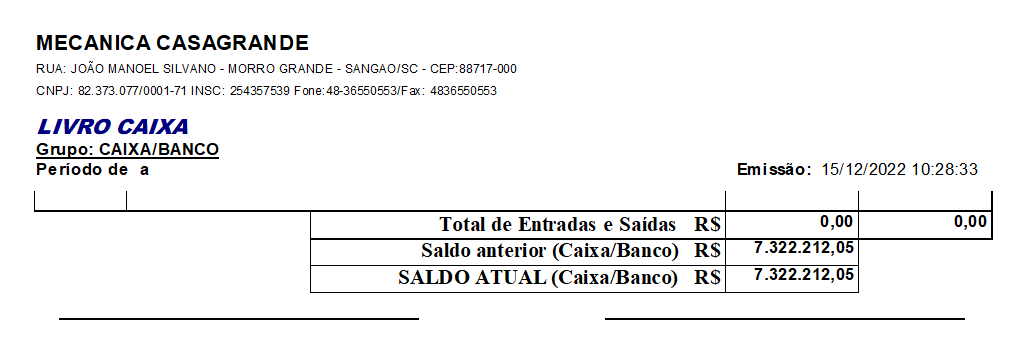 MECANICA CASAGRANDE
RUA: JOÃO MANOEL SILVANO - MORRO GRANDE - SANGAO/SC - CEP:88717-000
CNPJ: 82.373.077/0001-71 INSC: 254357539 Fone:48-36550553/Fax: 4836550553
LIVRO CAIXA
Grupo: CAIXA/BANCO
Período de a Emissão: 15/12/2022 10:28:33
Total de Entradas e Saídas R$ 0,00 0,00
Saldo anterior (Caixa/Banco) R$ 7.322.212,05
SALDO ATUAL (Caixa/Banco) R$ 7.322.212,05